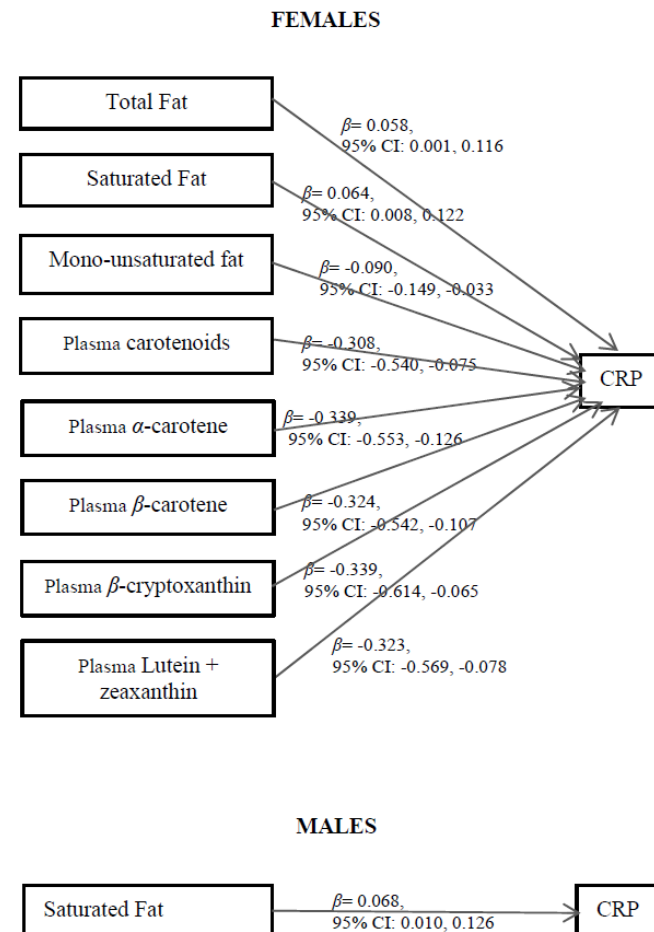 FEMALES
Total Fat
β= 0.058,
95% CI: 0.001, 0.116
Saturated Fat
β= 0.064,
95% CI: 0.008, 0.122
Mono-unsaturated fat
β= -0.090,
95% CI: -0.149, -0.033
Plasma carotenoids
β= -0.308,
95% CI: -0.540, -0.075
CRP
Plasma α-carotene
β= -0.339,
95% CI: -0.553, -0.126
Plasma β-carotene
β= -0.324,
95% CI: -0.542, -0.107
Plasma β-cryptoxanthin
β= -0.339,
95% CI: -0.614, -0.065
Plasma Lutein +
zeaxanthin
β= -0.323,
95% CI: -0.569, -0.078
MALES
Saturated Fat
β= 0.068,
95% CI: 0.010, 0.126
CRP